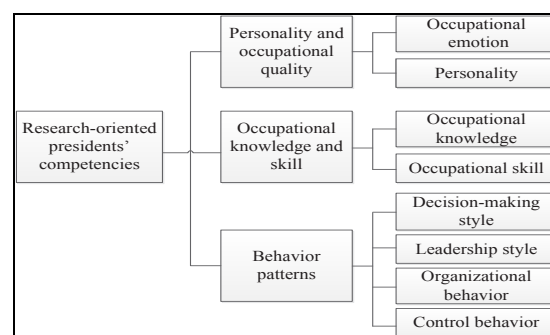 Research-oriented
presidents'
competencies
Personality and
occupational
quality
Occupational
emotion
Personality
Occupational
knowledge and
skill
Occupational
knowledge
Occupational skill
Behavior
patterns
Decision-making
style
Leadership style
Organizational
behavior
Control behavior